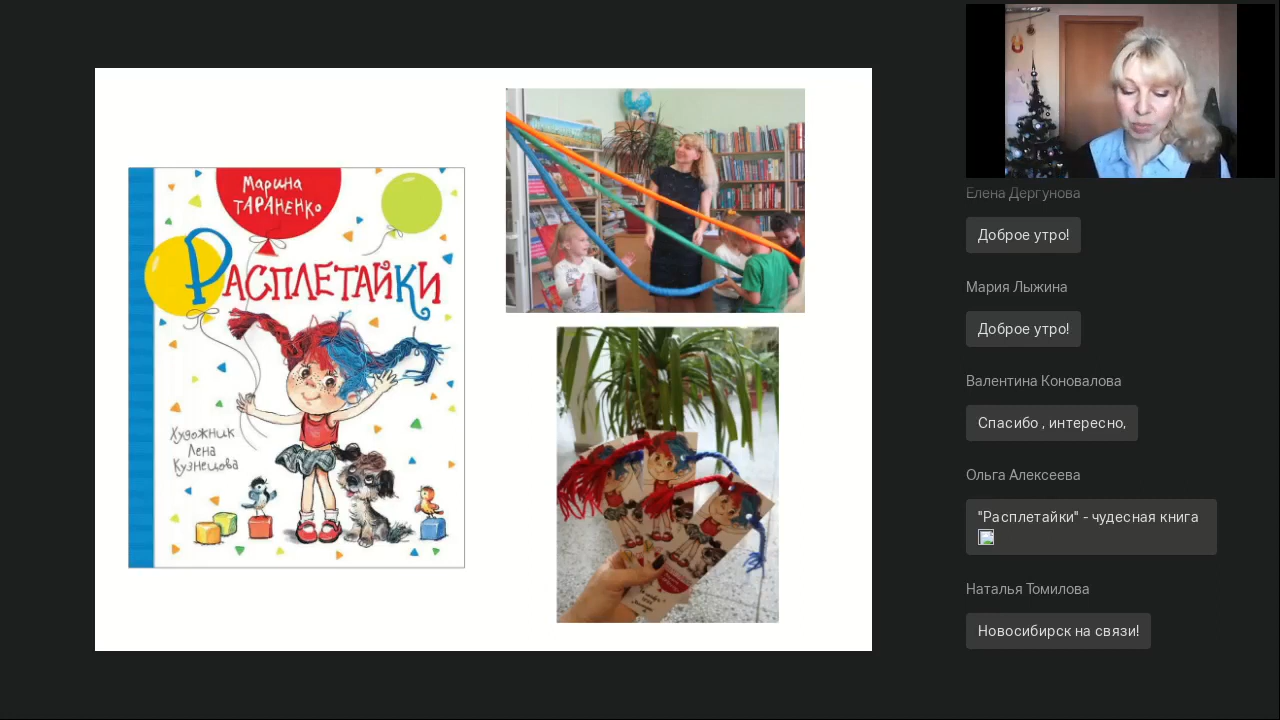 Марина
ТАРАНЕНКО
РАСПЛЕТАЙКИ
Художник
Лена
Кузнецова
Елена Дергунова
Доброе утро!
Мария Лыжина
Доброе утро!
Валентина Коновалова
Спасибо , интересно,
Ольга Алексеева
"Расплетайки" - чудесная книга
Наталья Томилова
Новосибирск на связи!